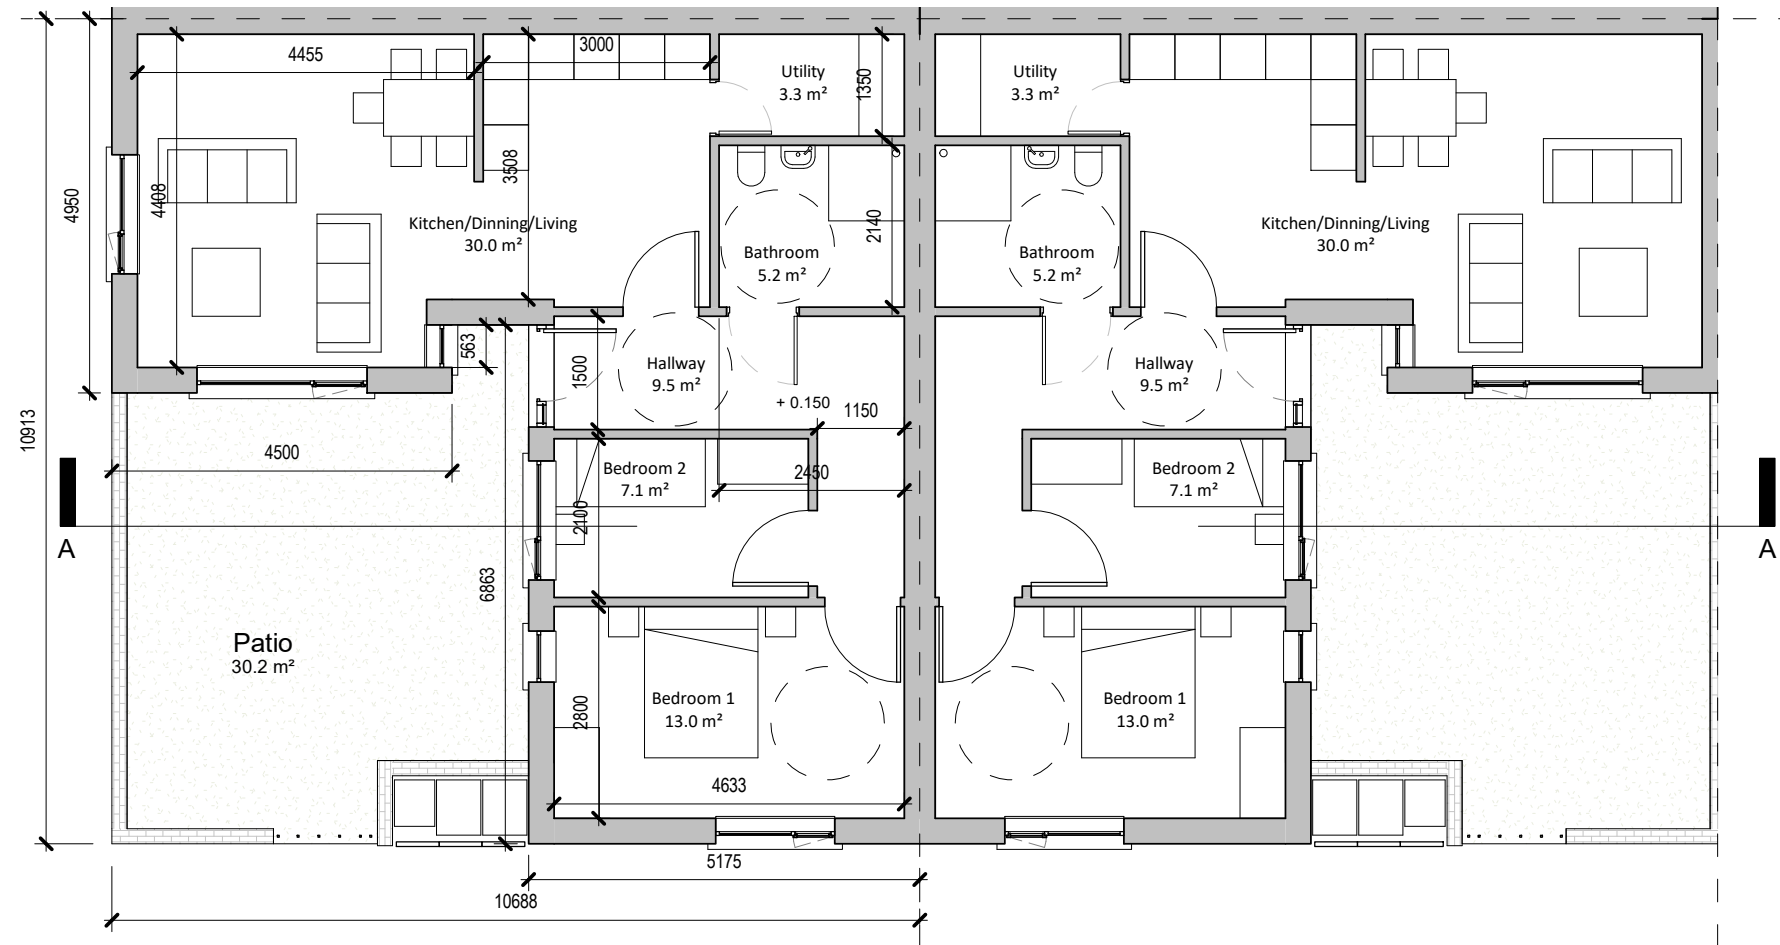 4455
3000
Utility
3.3 m²
1350
Utility
3.3 m²
4950
4408
3508
Kitchen/Dinning/Living
30.0 m²
2140
Bathroom
5.2 m²
Bathroom
5.2 m²
Kitchen/Dinning/Living
30.0 m²
10913
563
1500
Hallway
9.5 m²
Hallway
9.5 m²
+ 0.150
1150
4500
Bedroom 2
7.1 m²
2450
Bedroom 2
7.1 m²
2100
A
A
6863
Patio
30.2 m²
2800
Bedroom 1
13.0 m²
Bedroom 1
13.0 m²
4633
5175
10688